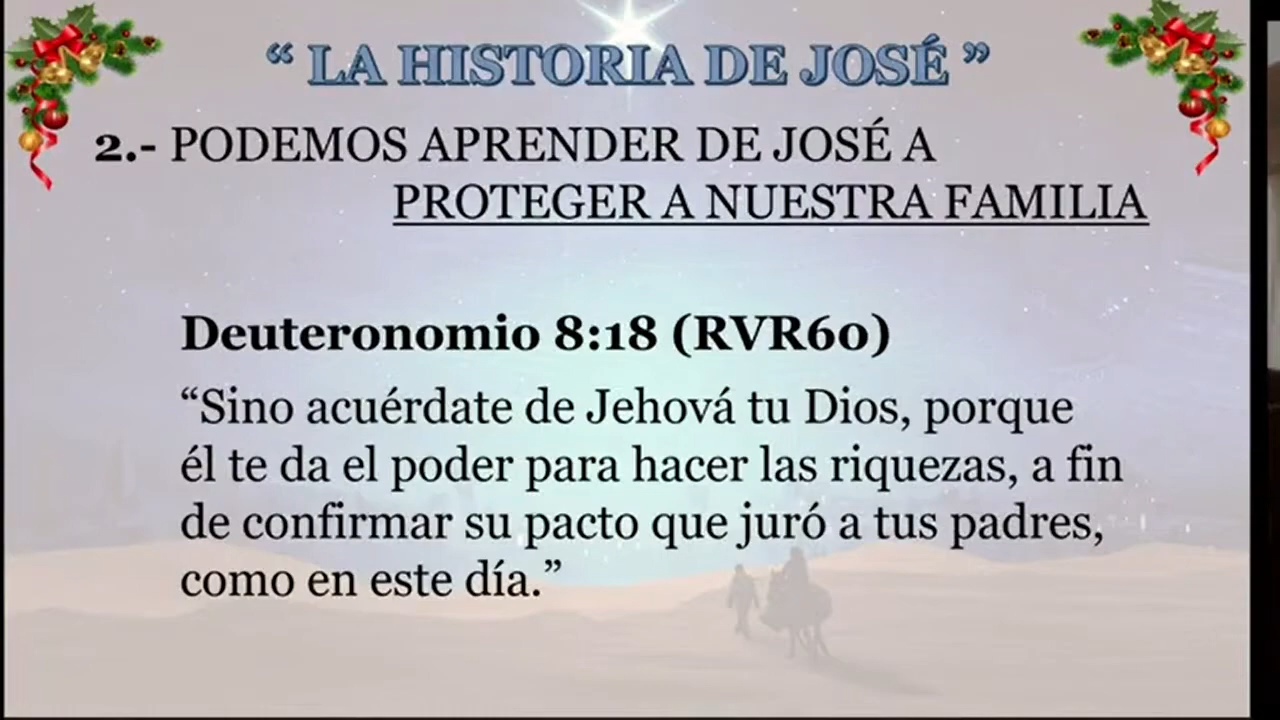 “ LA HISTORIA DE JOSÉ ”
2.- PODEMOS APRENDER DE JOSÉ A
PROTEGER A NUESTRA FAMILIA
Deuteronomio 8:18 (RVR60)
“Sino acuérdate de Jehová tu Dios, porque
él te da el poder para hacer las riquezas, a fin
de confirmar su pacto que juró a tus padres,
como en este día.”